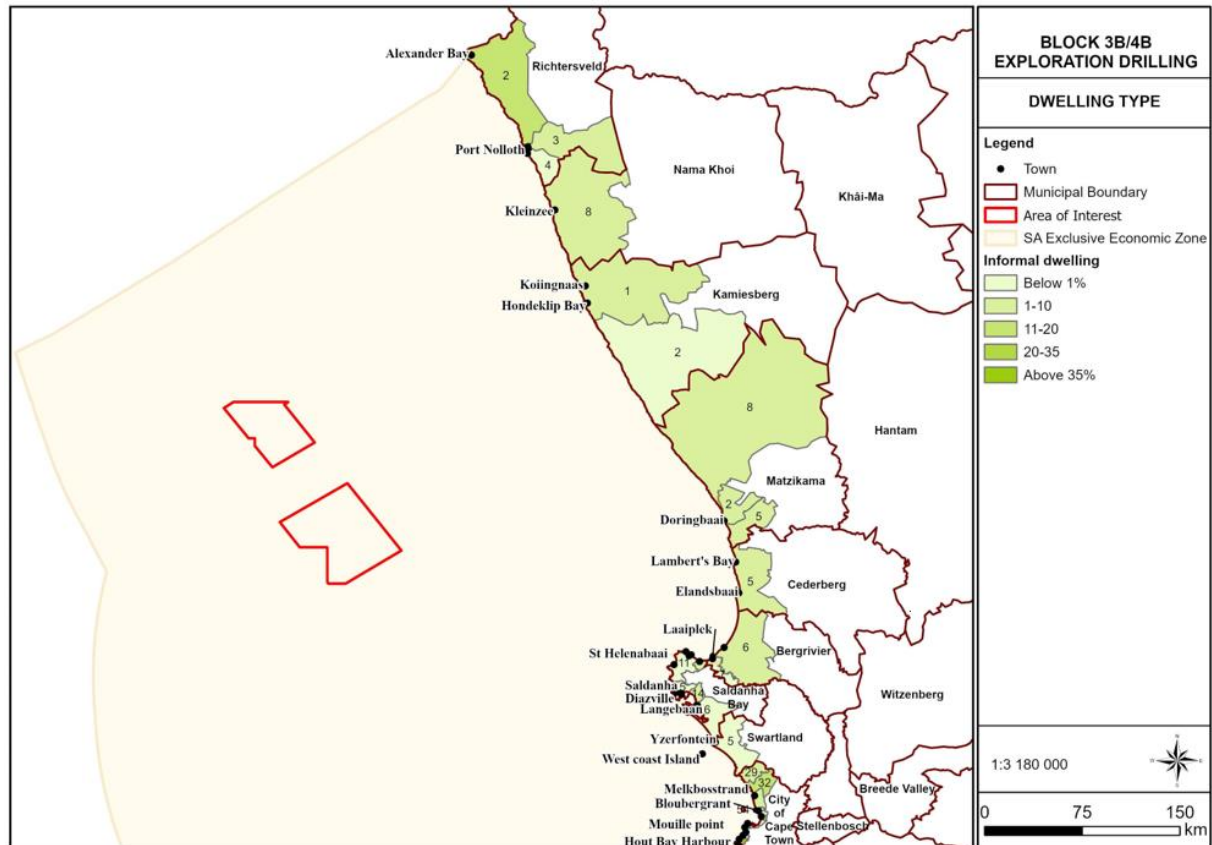 BLOCK 3B/4B
EXPLORATION DRILLING
DWELLING TYPE
Legend
Town
Municipal Boundary
Area of Interest
SA Exclusive Economic Zone
Informal dwelling
Below 1%
1-10
11-20
20-35
Above 35%
1:3 180 000
0 75 150
km
Alexander Bay
2
Richtersveld
3
Port Nolloth
4
Nama Khoi
Khâi-Ma
Kleinzee
8
Koiingnaas
1
Kamiesberg
Hondeklip Bay
2
8
Hantam
Matzikama
2
5
Doringbaai
Lambert's Bay
5
Cederberg
Elandsbaai
Laaiplek
6
Bergrivier
St Helenabaai
11
Witzenberg
Saldanha
5
14
Saldanha
Bay
Diazville
Langebaan
6
Yzerfontein
5
Swartland
West coast Island
29
32
Melkbosstrand
Breede Valley
Bloubergrant
City
of
Cape
Town
Mouille point
Stellenbosch
Hout Bay Harbour